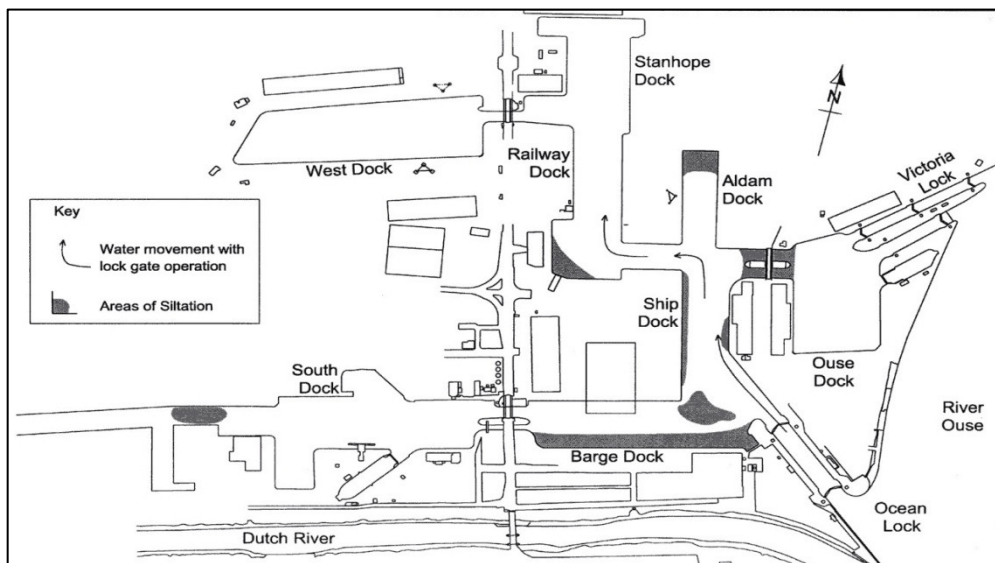 Stanhope
Dock
N
Victoria
Lock
Railway
Dock
West Dock
Aldam
Dock
Key
Water movement with
lock gate operation
Areas of Siltation
Ship
Dock
South
Dock
Ouse
Dock
River
Ouse
Barge Dock
Ocean
Lock
Dutch River